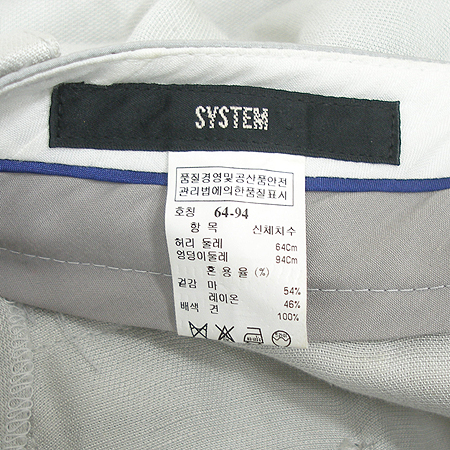 SYSTEM
품질경영및공산품안전
관리법에의한품질표시
호칭 64-94
항 목 신체치수
허리 둘레 64Cm
엉덩이둘레 94Cm
혼 용 율 (%)
겉감 마 54%
레이온 46%
배색 견 100%